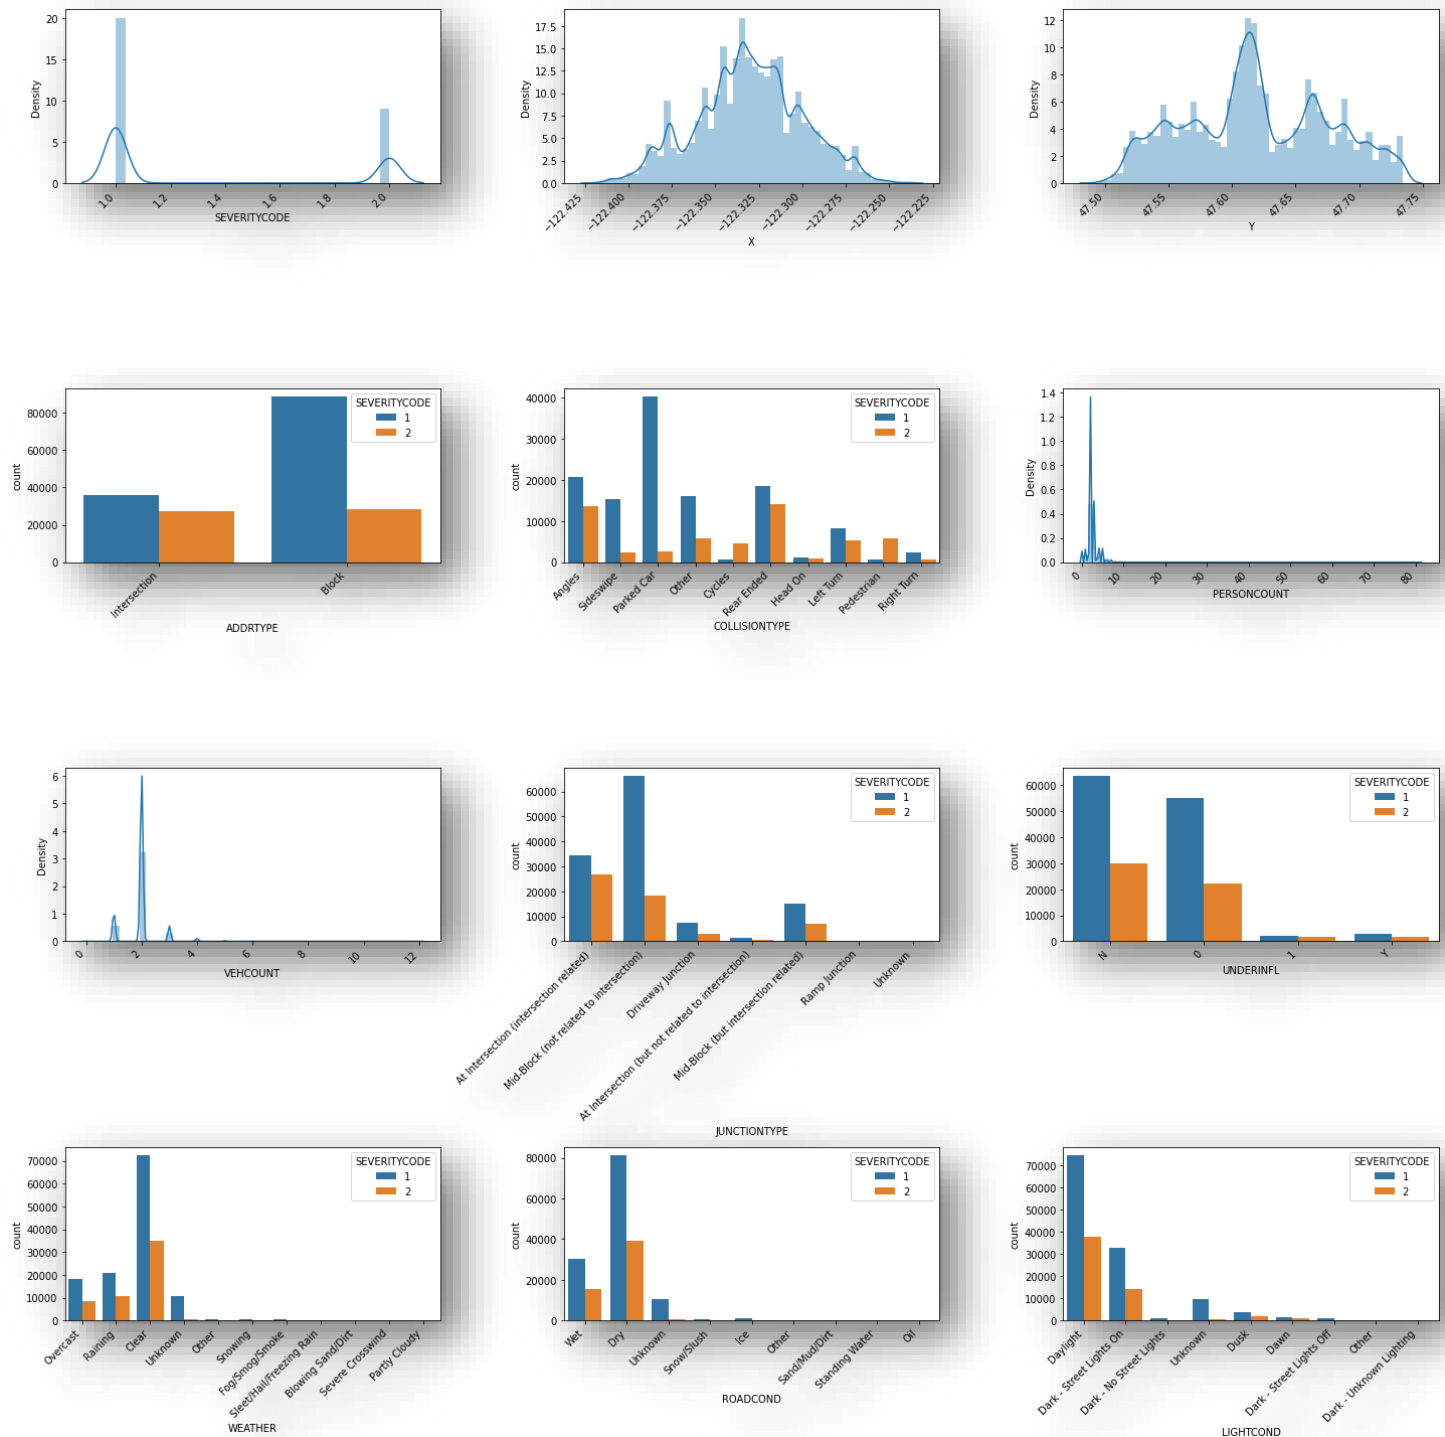 20
15
10
5
0
Density
1.0
1.2
1.4
1.6
1.8
2.0
SEVERITYCODE
17.5
15.0
12.5
10.0
7.5
5.0
2.5
0.0
Density
−122.425
−122.400
−122.375
−122.350
−122.325
−122.300
−122.275
−122.250
−122.225
X
12
10
8
6
4
2
0
Density
47.50
47.55
47.60
47.65
47.70
47.75
Y
80000
60000
40000
20000
0
count
SEVERITYCODE
1
2
Intersection
Block
ADDRTYPE
40000
30000
20000
10000
0
count
SEVERITYCODE
1
2
Angles
Sideswipe
Parked Car
Other
Cycles
Rear Ended
Head On
Left Turn
Pedestrian
Right Turn
COLLISIONTYPE
1.4
1.2
1.0
0.8
0.6
0.4
0.2
0.0
Density
0
10
20
30
40
50
60
70
80
PERSONCOUNT
6
5
4
3
2
1
0
Density
0
2
4
6
8
10
12
VEHCOUNT
60000
50000
40000
30000
20000
10000
0
count
SEVERITYCODE
1
2
At Intersection (intersection related)
Mid-Block (not related to intersection)
Driveway Junction
At Intersection (but not related to intersection)
Mid-Block (but intersection related)
Ramp Junction
Unknown
JUNCTIONTYPE
60000
50000
40000
30000
20000
10000
0
count
SEVERITYCODE
1
2
N
0
1
Y
UNDERINFL
70000
60000
50000
40000
30000
20000
10000
0
count
SEVERITYCODE
1
2
Overcast
Raining
Clear
Unknown
Other
Snowing
Fog/Smog/Smoke
Sleet/Hail/Freezing Rain
Blowing Sand/Dirt
Severe Crosswind
Partly Cloudy
WEATHER
80000
60000
40000
20000
0
count
SEVERITYCODE
1
2
Wet
Dry
Unknown
Snow/Slush
Ice
Other
Sand/Mud/Dirt
Standing Water
Oil
ROADCOND
70000
60000
50000
40000
30000
20000
10000
0
count
SEVERITYCODE
1
2
Daylight
Dark - Street Lights On
Dark - No Street Lights
Unknown
Dusk
Dawn
Dark - Street Lights Off
Other
Dark - Unknown Lighting
LIGHTCOND